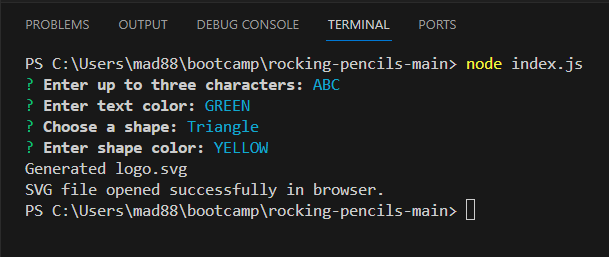 PROBLEMS OUTPUT DEBUG CONSOLE TERMINAL PORTS
PS C:\Users\mad88\bootcamp\rocking-pencils-main> node index.js
? Enter up to three characters: ABC
? Enter text color: GREEN
? Choose a shape: Triangle
? Enter shape color: YELLOW
Generated logo.svg
SVG file opened successfully in browser.
PS C:\Users\mad88\bootcamp\rocking-pencils-main>